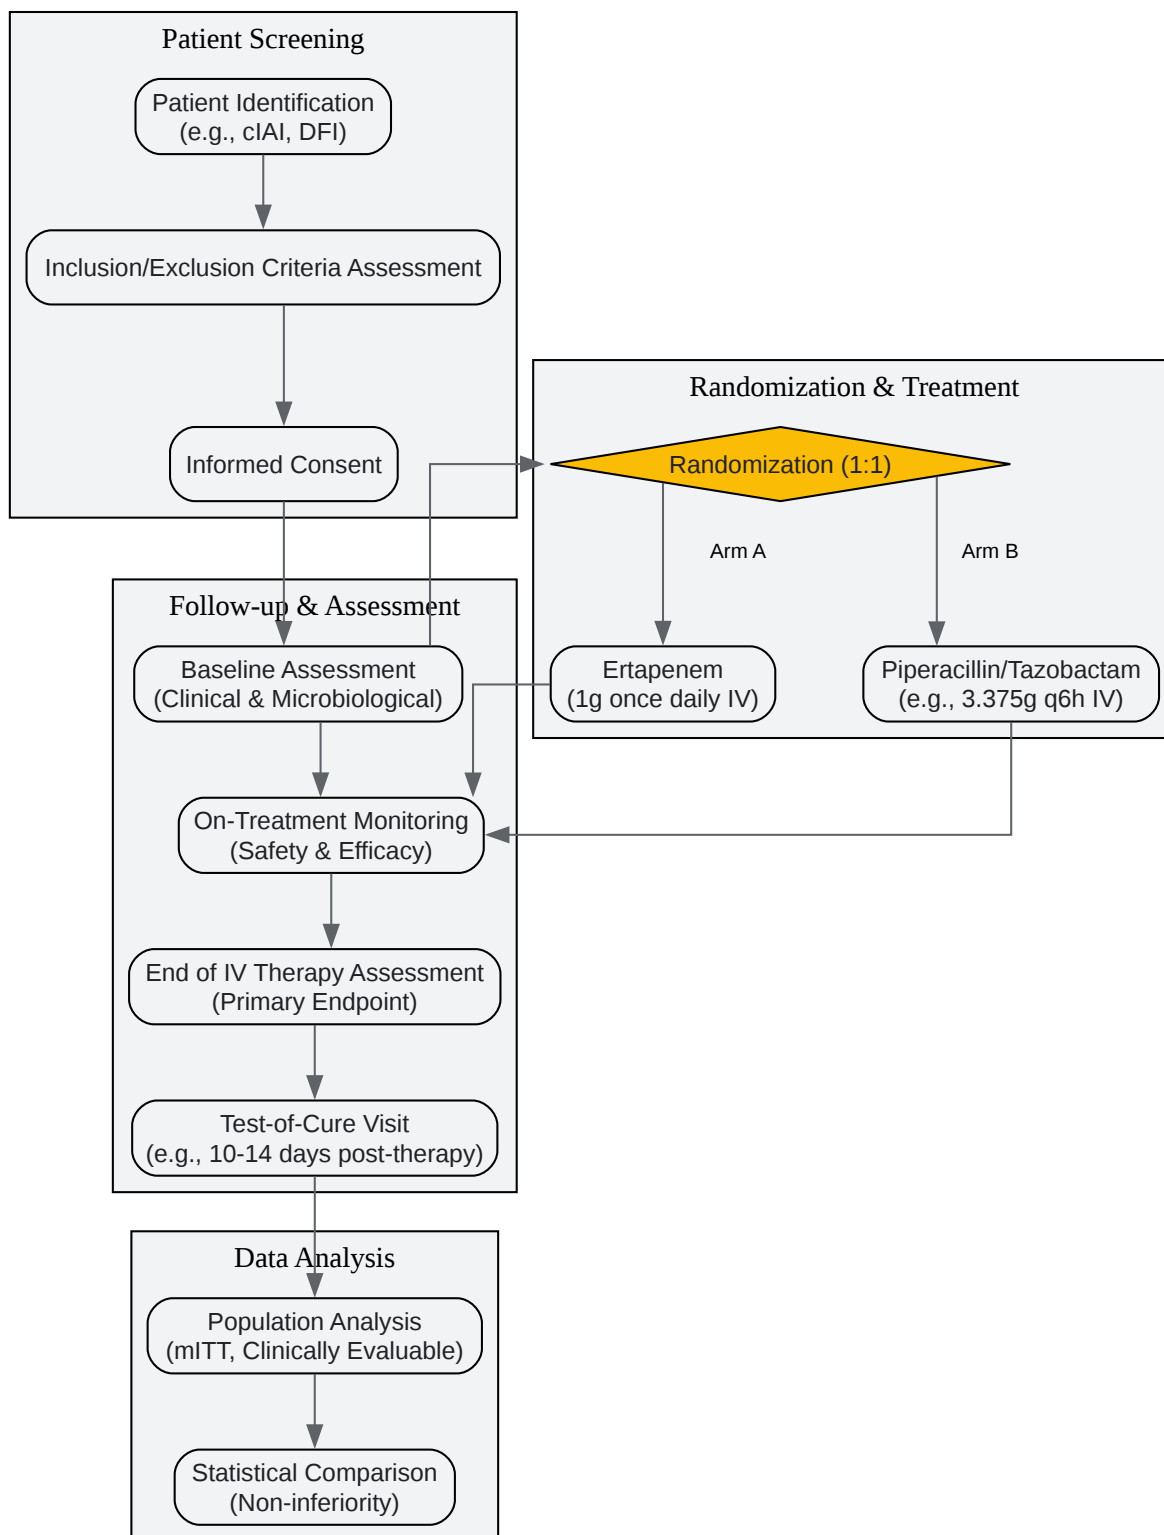 Patient Screening
Patient Identification
(e.g., cIAI, DFI)
Inclusion/Exclusion Criteria Assessment
Informed Consent
Randomization & Treatment
Randomization (1:1)
Arm A
Arm B
Ertapenem
(1g once daily IV)
Piperacillin/Tazobactam
(e.g., 3.375g q6h IV)
Follow-up & Assessment
Baseline Assessment
(Clinical & Microbiological)
On-Treatment Monitoring
(Safety & Efficacy)
End of IV Therapy Assessment
(Primary Endpoint)
Test-of-Cure Visit
(e.g., 10-14 days post-therapy)
Data Analysis
Population Analysis
(mITT, Clinically Evaluable)
Statistical Comparison
(Non-inferiority)